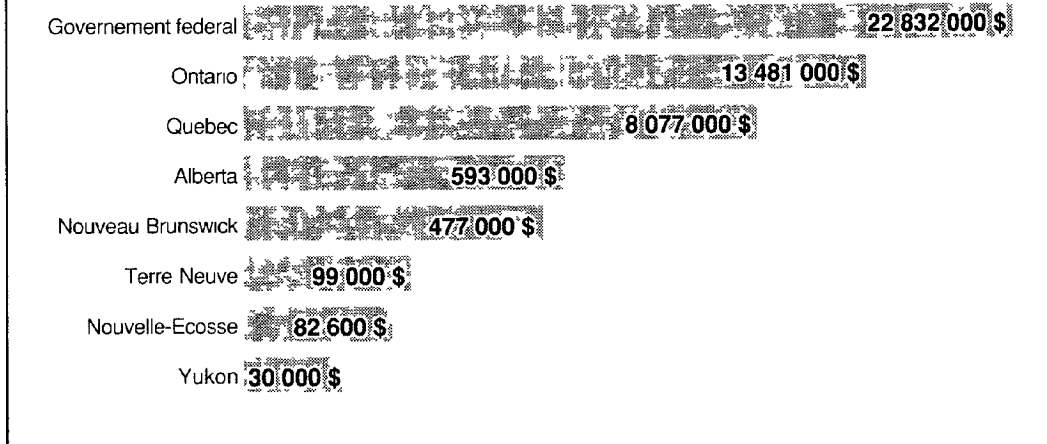 Governement federal 22 832 000 $
Ontario 13 481 000 $
Quebec 8 077 000 $
Alberta 593 000 $
Nouveau Brunswick 477 000 $
Terre Neuve 99 000 $
Nouvelle-Ecosse 82 600 $
Yukon 30 000 $